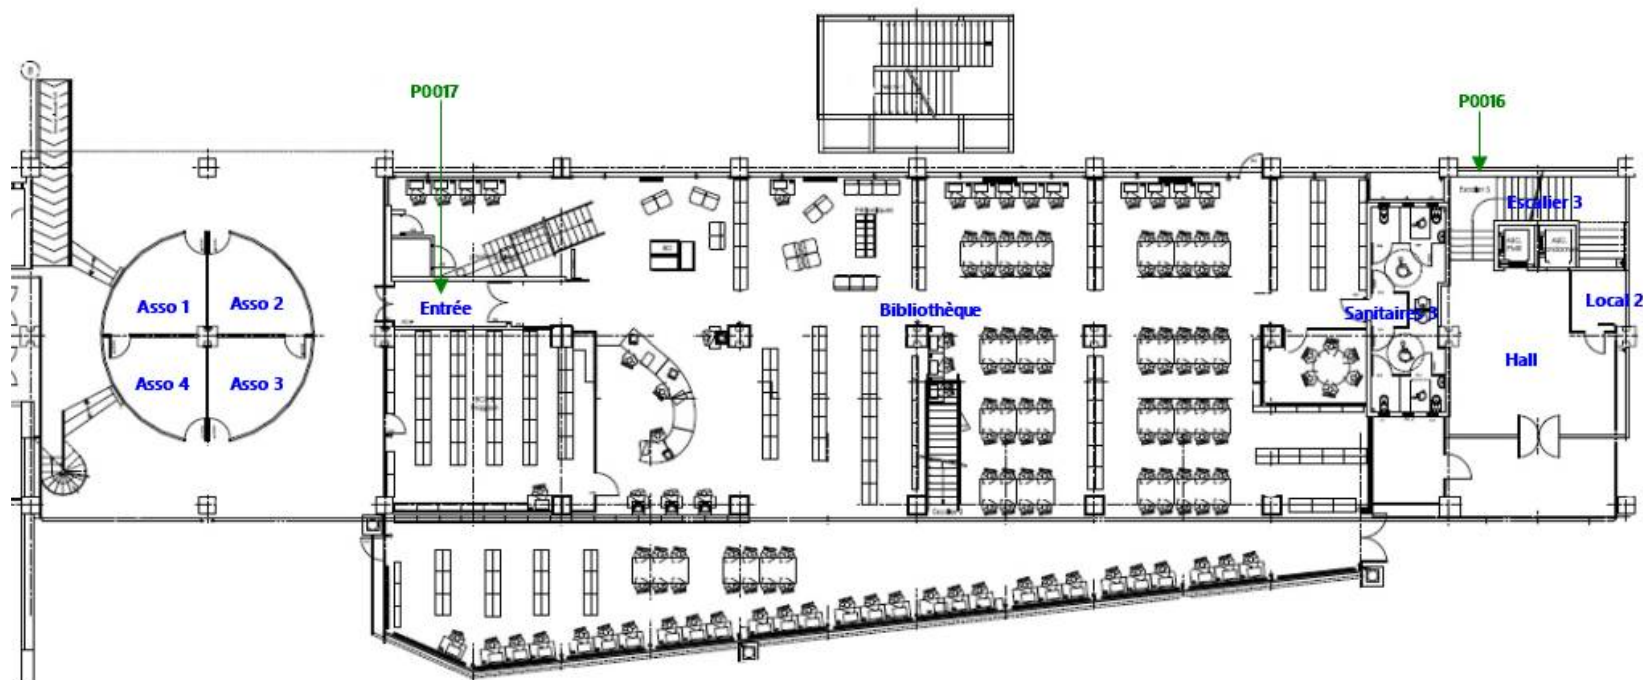 P0017
P0016
Escalier 3
Asso 1
Asso 2
Entrée
Bibliothèque
Sanitaires 3
Local 2
Asso 4
Asso 3
Hall